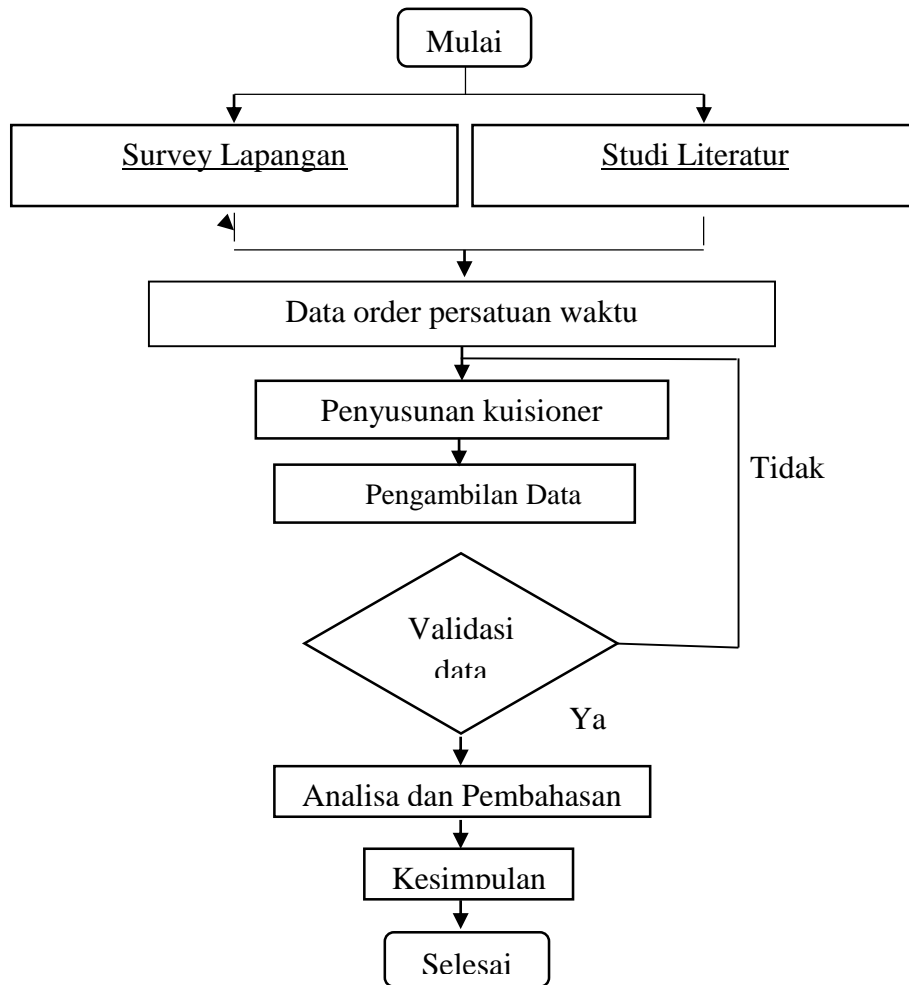 Mulai
Survey Lapangan
Studi Literatur
Data order persatuan waktu
Penyusunan kuisioner
Tidak
Pengambilan Data
Validasi
data
Ya
Analisa dan Pembahasan
Kesimpulan
Selesai